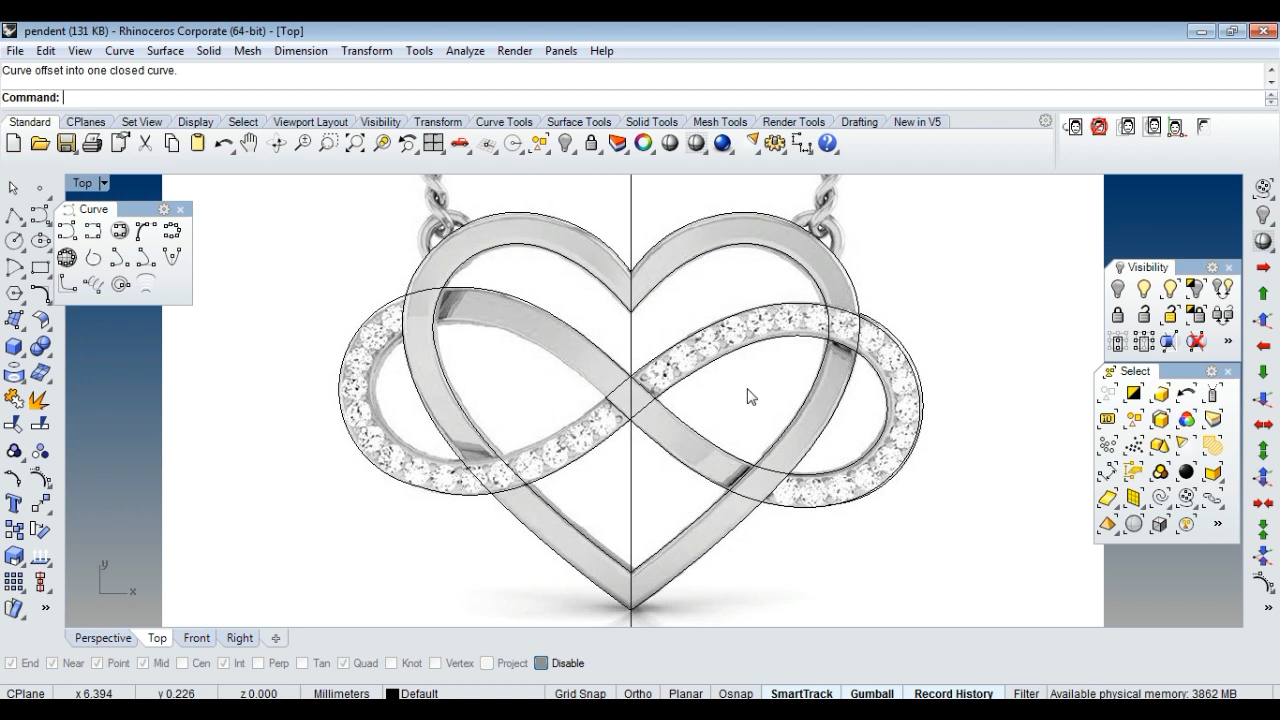 pendent (131 KB) - Rhinoceros Corporate (64-bit) - [Top]
File Edit View Curve Surface Solid Mesh Dimension Transform Tools Analyze Render Panels Help
Curve offset into one closed curve.
Command:
Standard CPlanes Set View Display Select Viewport Layout Visibility Transform Curve Tools Surface Tools Solid Tools Mesh Tools Render Tools Drafting New in V5
Top
Curve
Visibility
Select
y
x
Perspective Top Front Right
End Near Point Mid Cen Int Perp Tan Quad Knot Vertex Project Disable
CPlane x 6.394 y 0.226 z 0.000 Millimeters Default Grid Snap Ortho Planar Osnap SmartTrack Gumball Record History Filter Available physical memory: 3862 MB